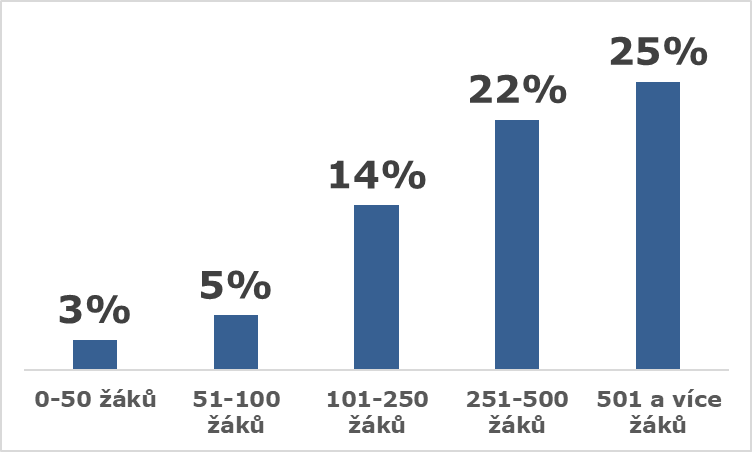 25%
22%
14%
5%
3%
0-50 žáků
51-100
žáků
101-250
žáků
251-500
žáků
501 a více
žáků